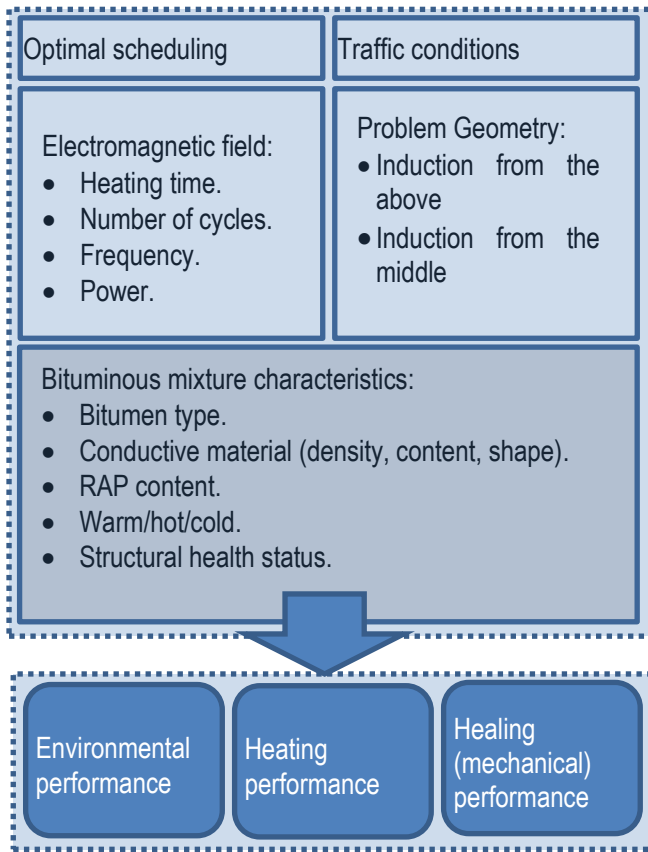 Optimal scheduling
Traffic conditions
Electromagnetic field:
• Heating time.
• Number of cycles.
• Frequency.
• Power.
Problem Geometry:
• Induction from the
above
• Induction from the
middle
Bituminous mixture characteristics:
• Bitumen type.
• Conductive material (density, content, shape).
• RAP content.
• Warm/hot/cold.
• Structural health status.
Environmental
performance
Heating
performance
Healing
(mechanical)
performance